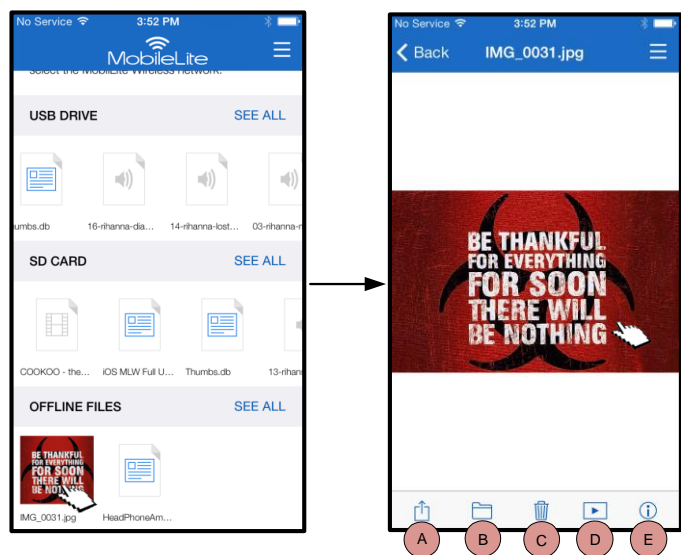 No Service 3:52 PM
MobileLite
select the MobiLite Wireless network.
USB DRIVE SEE ALL
umbs.db 16-rihanna-dia... 14-rihanna-lost... 03-rihanna-r
SD CARD SEE ALL
COOKOO - the... iOS MLW Full U... Thumbs.db 13-rihan
OFFLINE FILES SEE ALL
BE THANKFUL
FOR EVERYTHING
FOR SOON
THERE WILL
BE NOTHING
IMG_0031.jpg HeadPhoneAm...
No Service 3:52 PM
Back IMG_0031.jpg
BE THANKFUL
FOR EVERYTHING
FOR SOON
THERE WILL
BE NOTHING
A B C D E